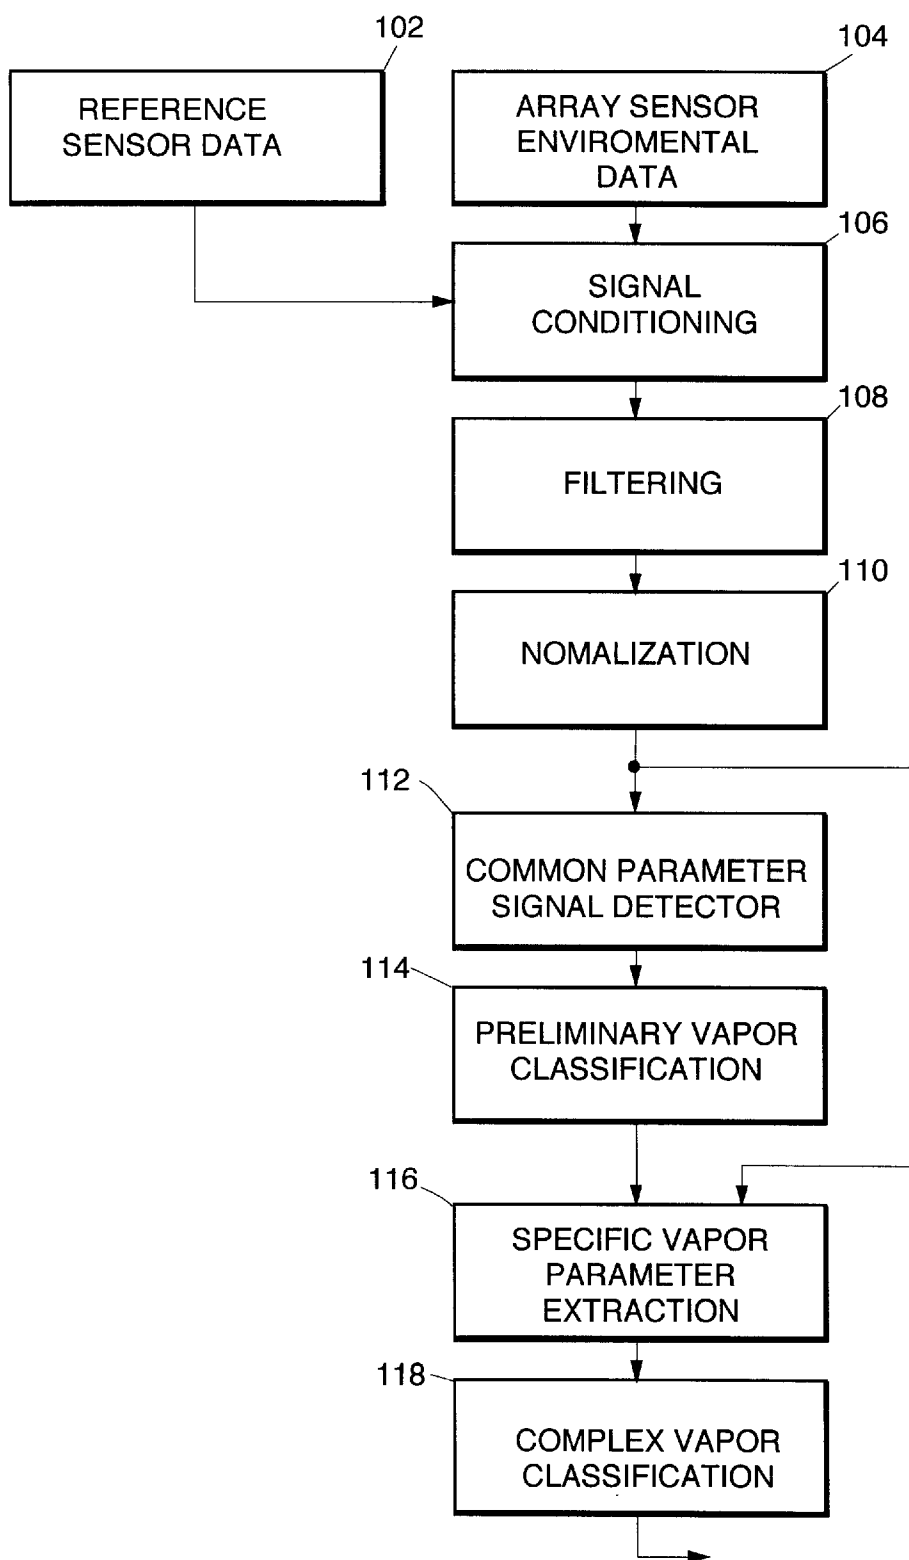 102
REFERENCE
SENSOR DATA
104
ARRAY SENSOR
ENVIROMENTAL
DATA
106
SIGNAL
CONDITIONING
108
FILTERING
110
NOMALIZATION
112
COMMON PARAMETER
SIGNAL DETECTOR
114
PRELIMINARY VAPOR
CLASSIFICATION
116
SPECIFIC VAPOR
PARAMETER
EXTRACTION
118
COMPLEX VAPOR
CLASSIFICATION